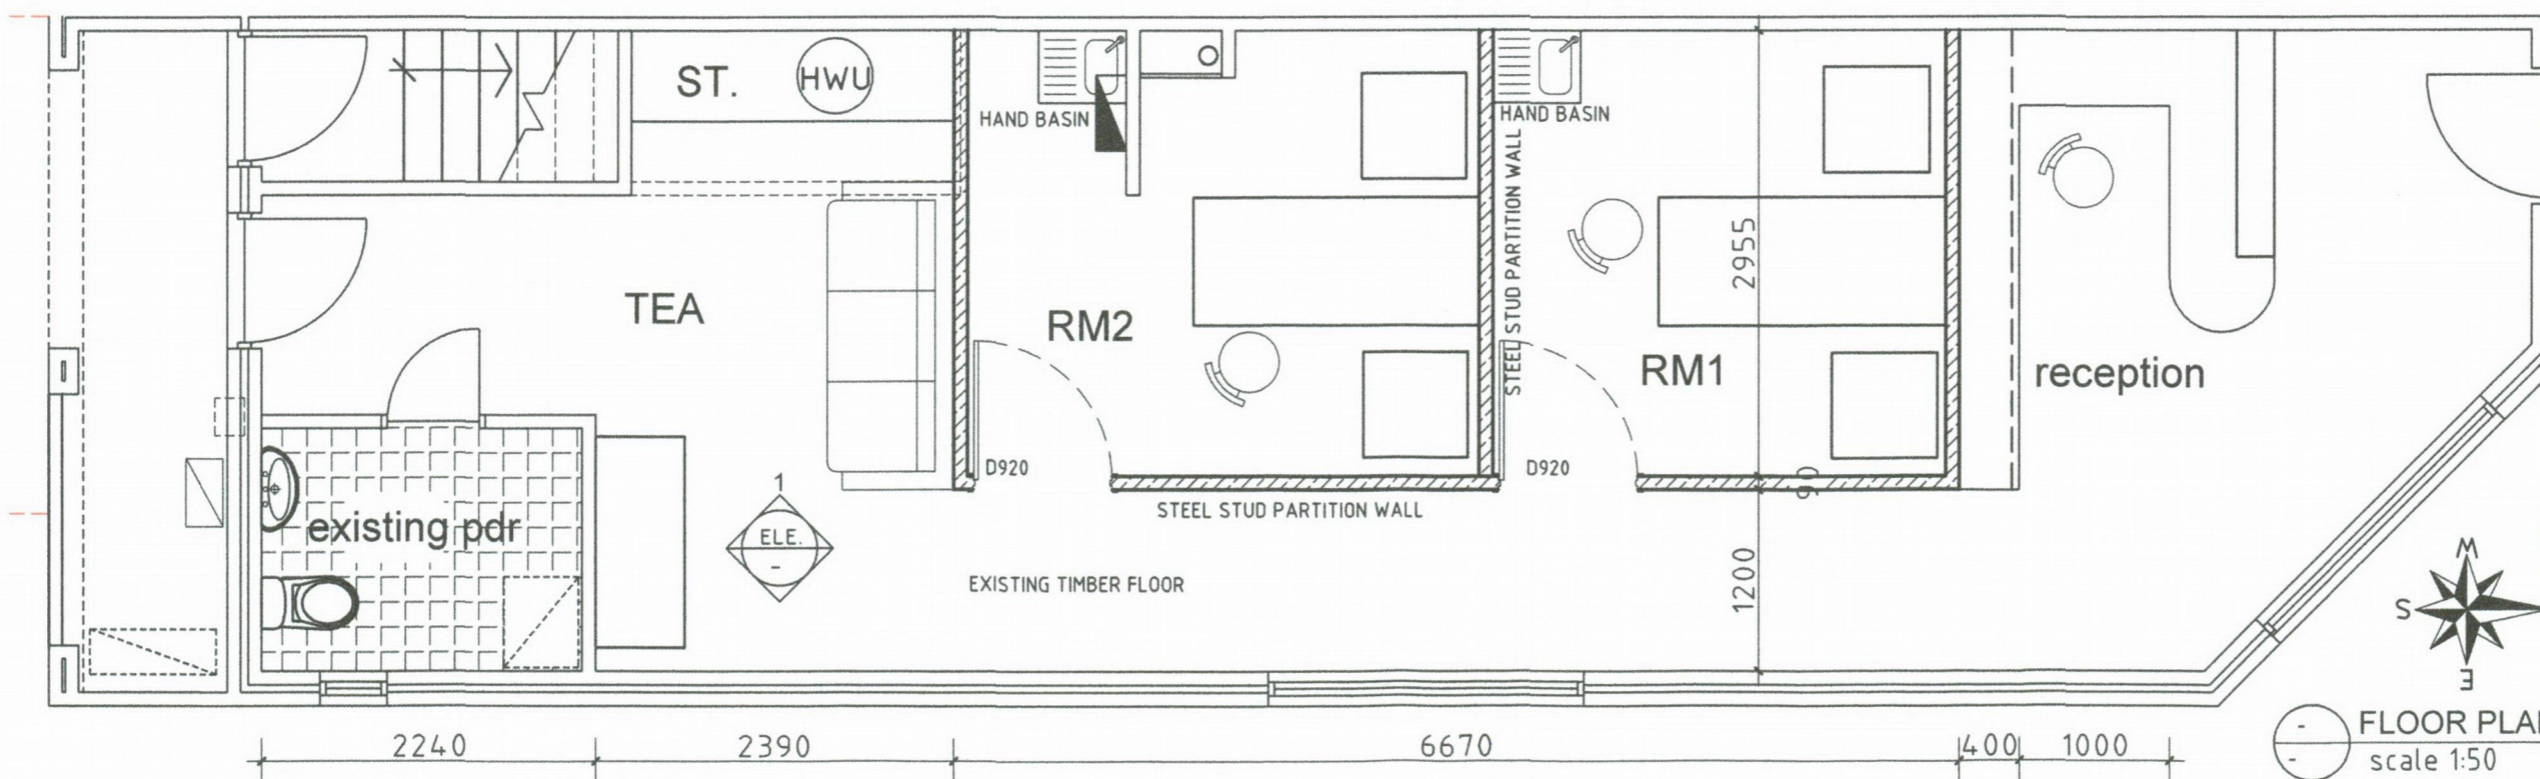 ST.
HWU
HAND BASIN
HAND BASIN
STEEL STUD PARTITION WALL
2955
TEA
RM2
RM1
reception
D920
D920
90
1
ELE.
-
existing pdr
STEEL STUD PARTITION WALL
EXISTING TIMBER FLOOR
1200
W
S
E
2240
2390
6670
400
1000
-
-
FLOOR PLA
scale 1:50